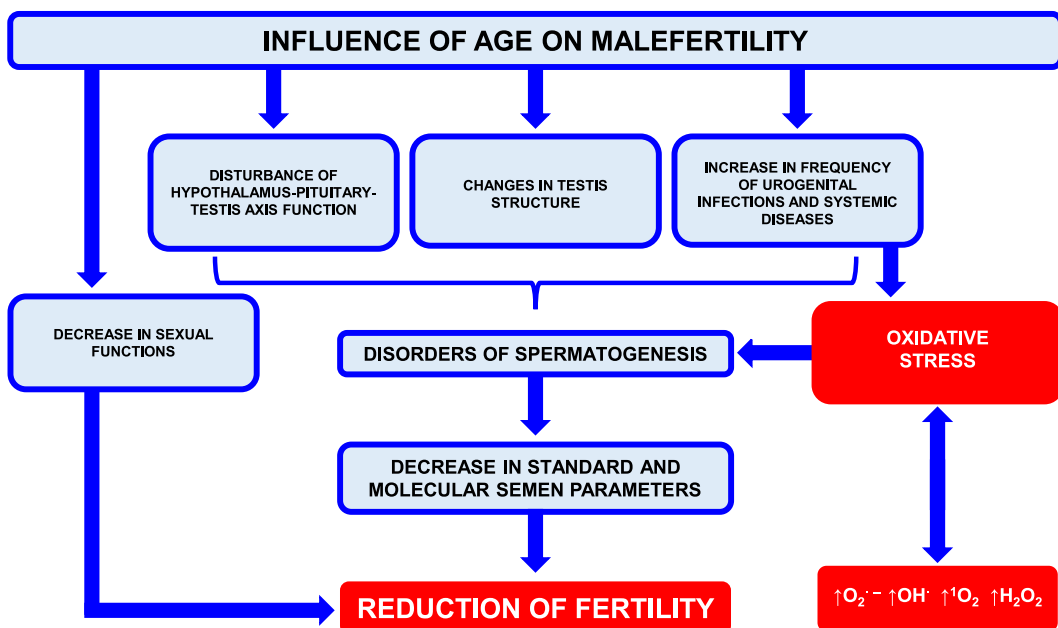 INFLUENCE OF AGE ON MALEFERTILITY
DISTURBANCE OF
HYPOTHALAMUS-PITUITARY-
TESTIS AXIS FUNCTION
CHANGES IN TESTIS
STRUCTURE
INCREASE IN FREQUENCY
OF UROGENITAL
INFECTIONS AND SYSTEMIC
DISEASES
DECREASE IN SEXUAL
FUNCTIONS
DISORDERS OF SPERMATOGENESIS
OXIDATIVE
STRESS
DECREASE IN STANDARD AND
MOLECULAR SEMEN PARAMETERS
REDUCTION OF FERTILITY
↑O₂˙⁻ ↑OH˙ ↑¹O₂ ↑H₂O₂